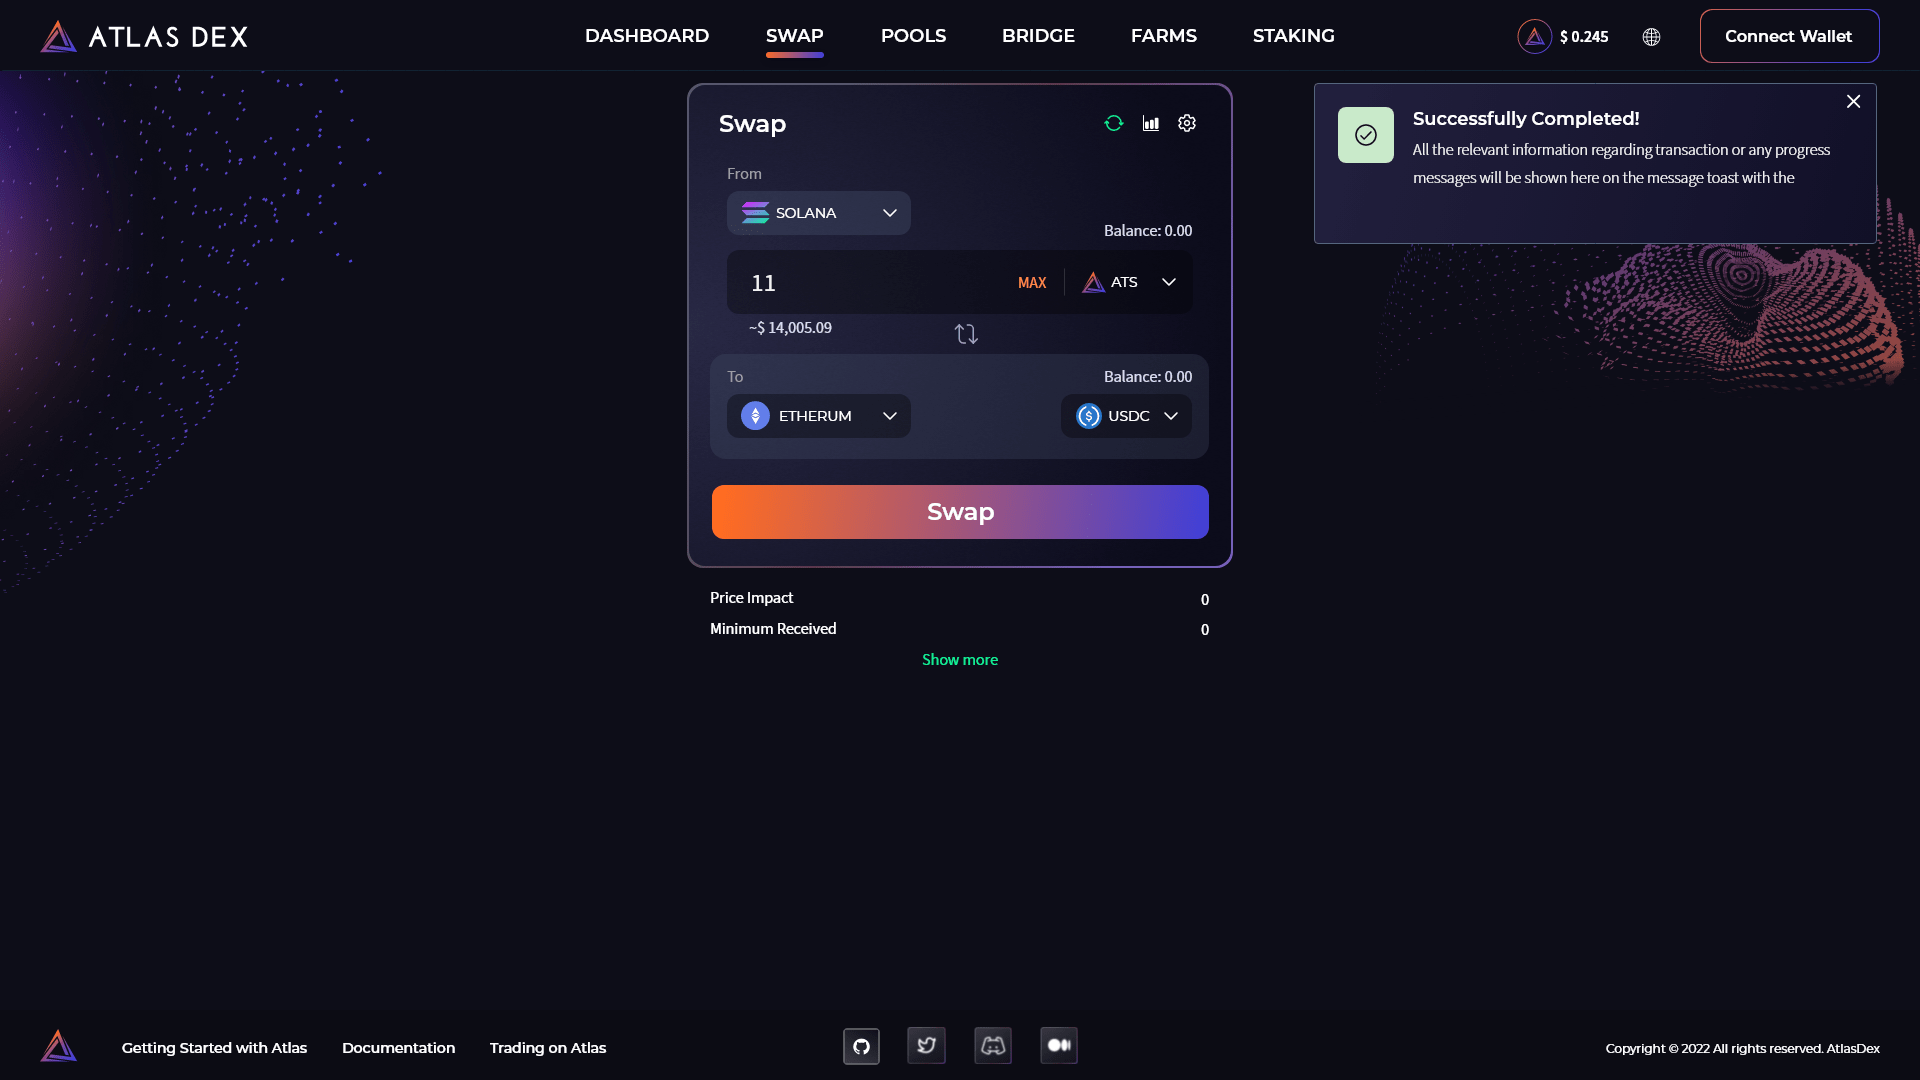 ATLAS DEX
DASHBOARD
SWAP
POOLS
BRIDGE
FARMS
STAKING
$ 0.245
Connect Wallet
Swap
From
SOLANA
Balance: 0.00
11
MAX
ATS
~$ 14,005.09
To
Balance: 0.00
ETHERUM
USDC
Swap
Price Impact
0
Minimum Received
0
Show more
Successfully Completed!
All the relevant information regarding transaction or any progress
messages will be shown here on the message toast with the
Getting Started with Atlas
Documentation
Trading on Atlas
Copyright © 2022 All rights reserved. AtlasDex